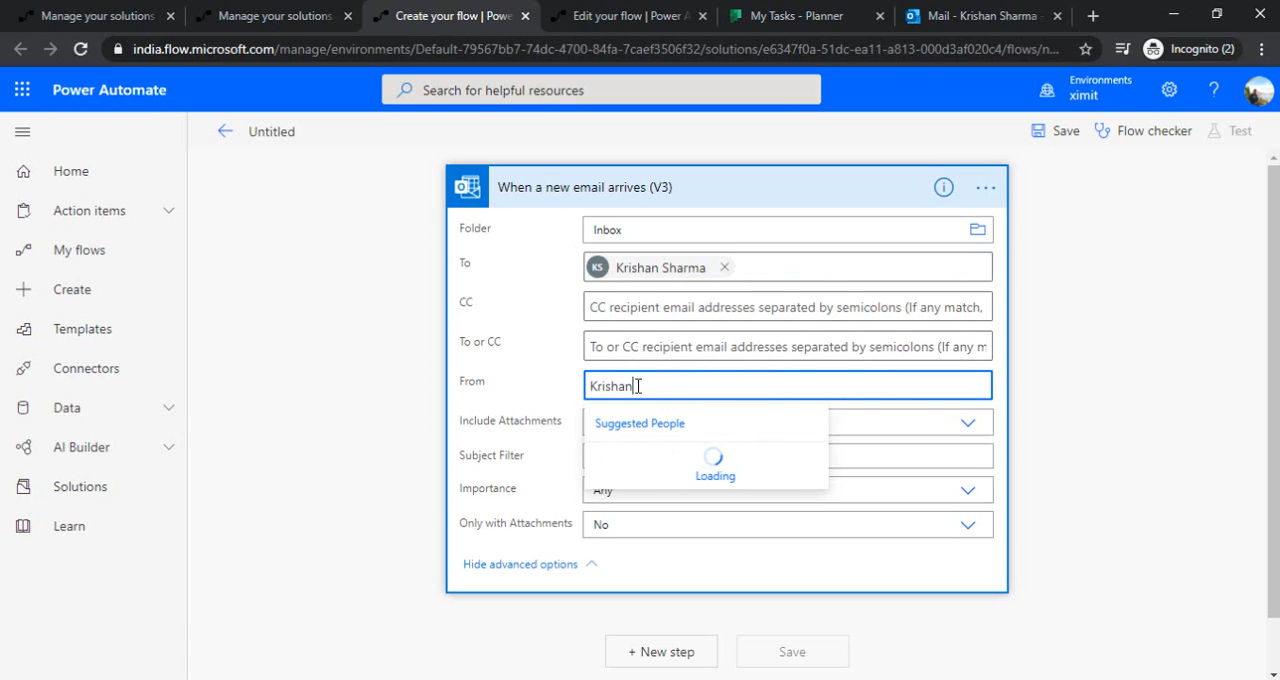 Manage your solutions
Manage your solutions
Create your flow | Powe
Edit your flow | Power A
My Tasks - Planner
Mail - Krishan Sharma -
india.flow.microsoft.com/manage/environments/Default-79567bb7-74dc-4700-84fa-7caef3506f32/solutions/e6347f0a-51dc-ea11-a813-000d3af020c4/flows/n...
Incognito (2)
Power Automate
Search for helpful resources
Environments
ximit
?
Untitled
Save
Flow checker
Test
Home
Action items
My flows
Create
Templates
Connectors
Data
AI Builder
Solutions
Learn
When a new email arrives (V3)
Folder
Inbox
To
KS Krishan Sharma
CC
CC recipient email addresses separated by semicolons (If any match,
To or CC
To or CC recipient email addresses separated by semicolons (If any m
From
Krishan
Include Attachments
Suggested People
Subject Filter
Loading
Importance
Any
Only with Attachments
No
Hide advanced options
+ New step
Save